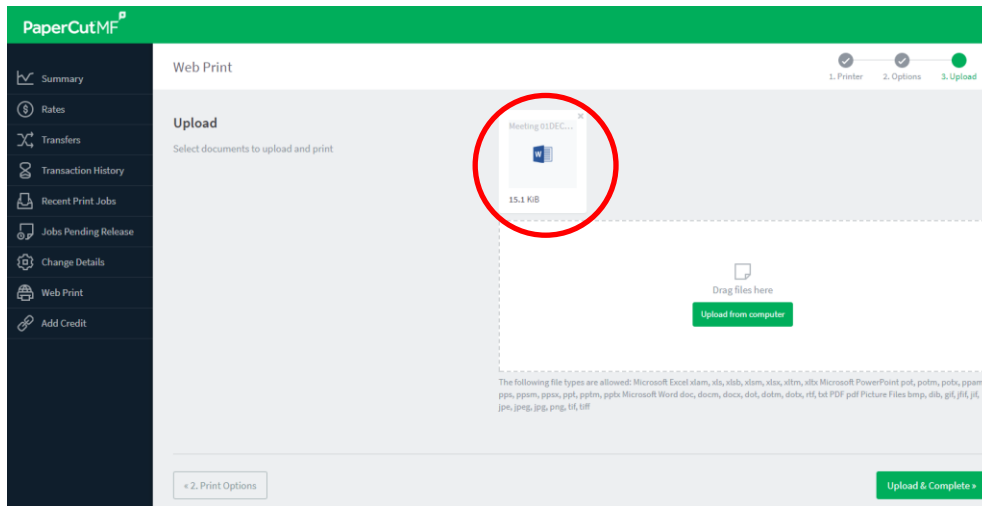 PaperCutMF
Summary
Rates
Transfers
Transaction History
Recent Print Jobs
Jobs Pending Release
Change Details
Web Print
Add Credit
Web Print
1. Printer
2. Options
3. Upload
Upload
Select documents to upload and print
Meeting 01DEC...
W
15.1 KiB
Drag files here
Upload from computer
The following file types are allowed: Microsoft Excel xlam, xls, xlsb, xlsm, xlsx, xltm, xltx Microsoft PowerPoint pot, potm, potx, ppam,
pps, ppsm, ppsx, ppt, pptm, pptx Microsoft Word doc, docm, docx, dot, dotm, dotx, rtf, txt PDF pdf Picture Files bmp, dib, gif, jfif, jif,
jpe, jpeg, jpg, png, tif, tiff
« 2. Print Options
Upload & Complete »